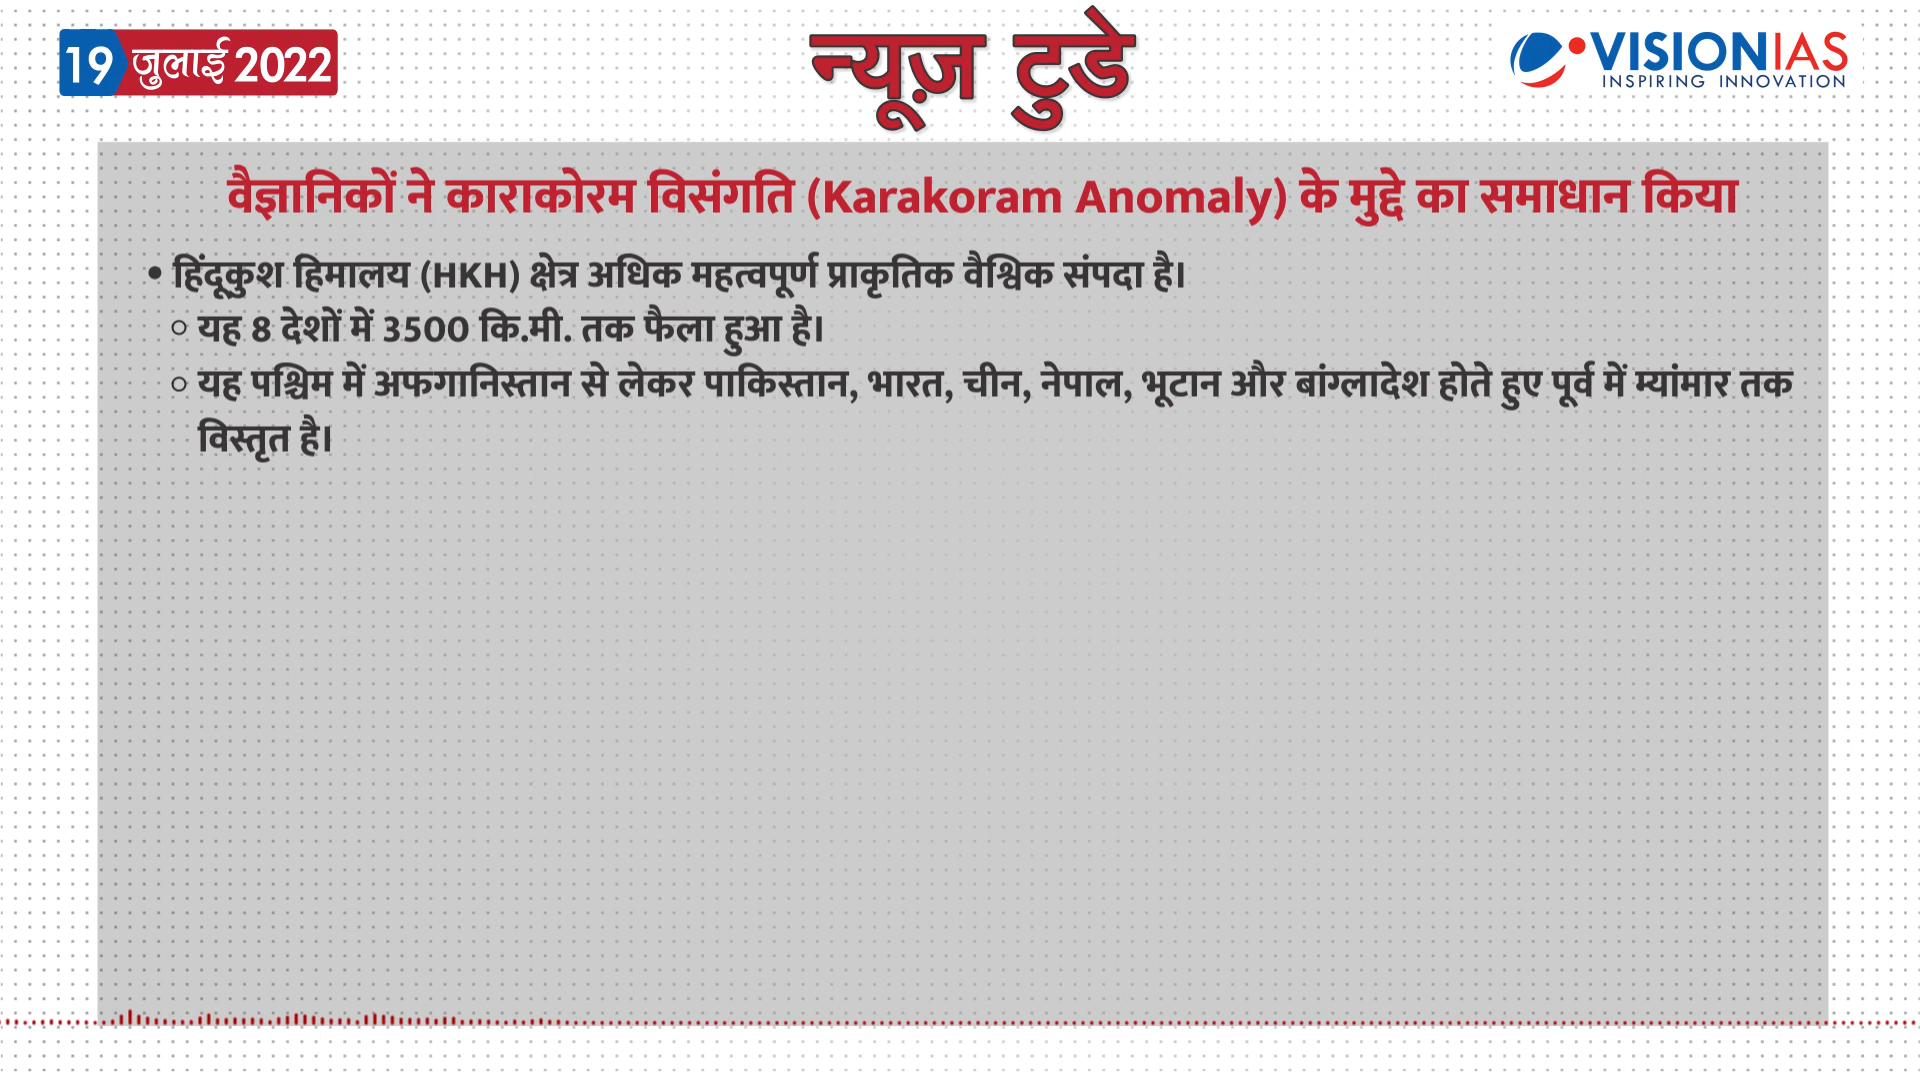 19 जुलाई 2022
न्यूज़ टुडे
VISIONIAS
INSPIRING INNOVATION
वैज्ञानिकों ने काराकोरम विसंगति (Karakoram Anomaly) के मुद्दे का समाधान किया
• हिंदूकुश हिमालय (HKH) क्षेत्र अधिक महत्वपूर्ण प्राकृतिक वैश्विक संपदा है।
○ यह 8 देशों में 3500 कि.मी. तक फैला हुआ है।
○ यह पश्चिम में अफगानिस्तान से लेकर पाकिस्तान, भारत, चीन, नेपाल, भूटान और बांग्लादेश होते हुए पूर्व में म्यांमार तक
विस्तृत है।